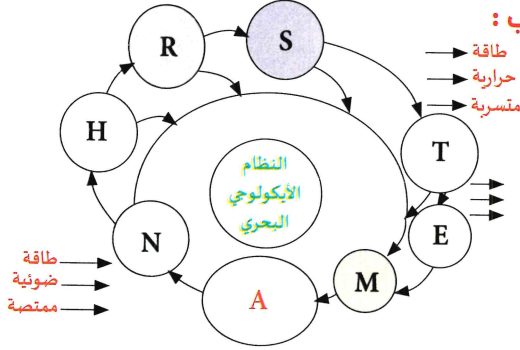 ب :
R
S
طاقة
حرارية
متسربة
H
T
النظام
الأيكولوجي
البحري
N
E
طاقة
ضوئية
ممتصة
A
M